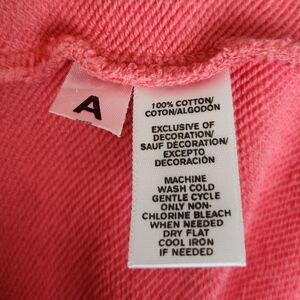 A
100% COTTON/
COTON/ALGODON
EXCLUSIVE OF
DECORATION/
SAUF DÉCORATION/
EXCEPTO
DECORACIÓN
MACHINE
WASH COLD
GENTLE CYCLE
ONLY NON-
CHLORINE BLEACH
WHEN NEEDED
DRY FLAT
COOL IRON
IF NEEDED